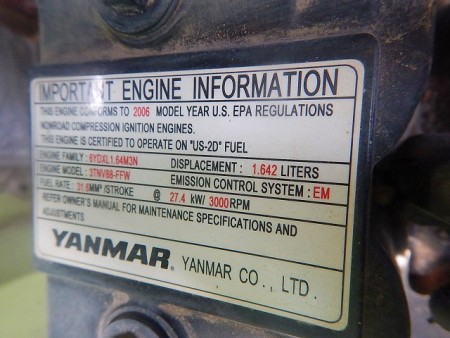 IMPORTANT ENGINE INFORMATION
THIS ENGINE CONFORMS TO 2006 MODEL YEAR U.S. EPA REGULATIONS
NONROAD COMPRESSION IGNITION ENGINES.
THIS ENGINE IS CERTIFIED TO OPERATE ON "US-2D" FUEL
ENGINE FAMILY : 6YDXL1.64M3N DISPLACEMENT : 1.642 LITERS
ENGINE MODEL : 3TNV88-FFW EMISSION CONTROL SYSTEM : EM
FUEL RATE : 31.5MM³ /STROKE @ 27.4 kW/ 3000RPM
REFER OWNER'S MANUAL FOR MAINTENANCE SPECIFICATIONS AND
ADJUSTMENTS
YANMAR. YANMAR CO., LTD.